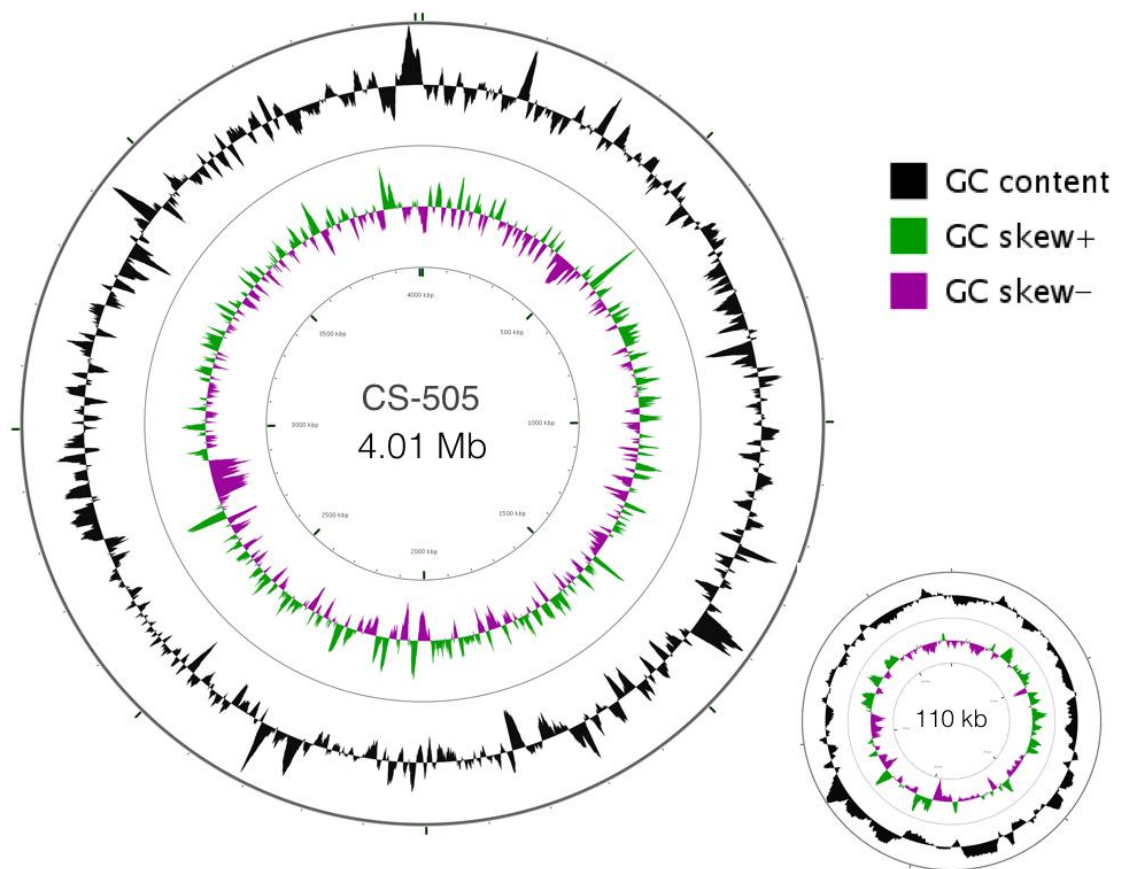 GC content
GC skew+
GC skew−
4000 kbp
3500 kbp
500 kbp
CS-505
4.01 Mb
3000 kbp
1000 kbp
2500 kbp
1500 kbp
2000 kbp
110 kb